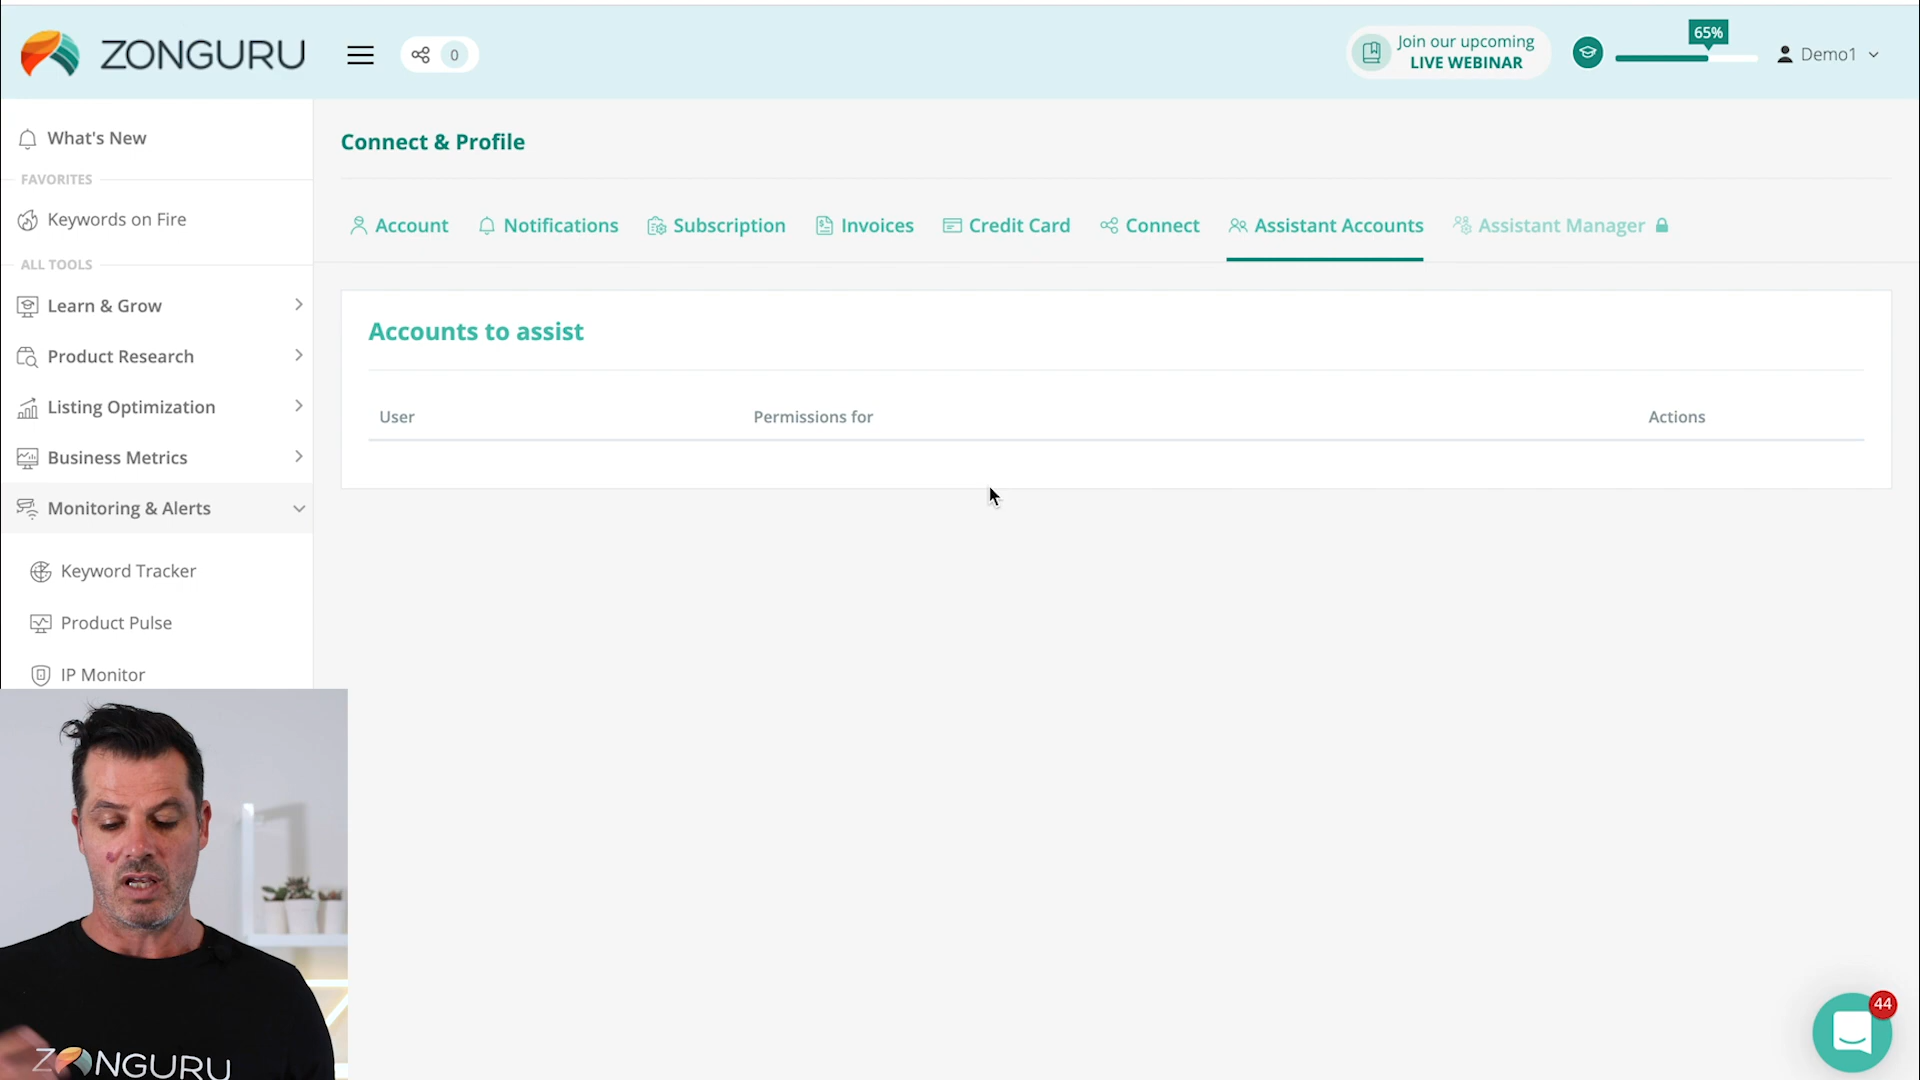 ZONGURU
0
Join our upcoming
LIVE WEBINAR
65%
Demo1
What's New
FAVORITES
Keywords on Fire
ALL TOOLS
Learn & Grow
Product Research
Listing Optimization
Business Metrics
Monitoring & Alerts
Keyword Tracker
Product Pulse
IP Monitor
Connect & Profile
Account
Notifications
Subscription
Invoices
Credit Card
Connect
Assistant Accounts
Assistant Manager
Accounts to assist
User
Permissions for
Actions
ZONGURU
44